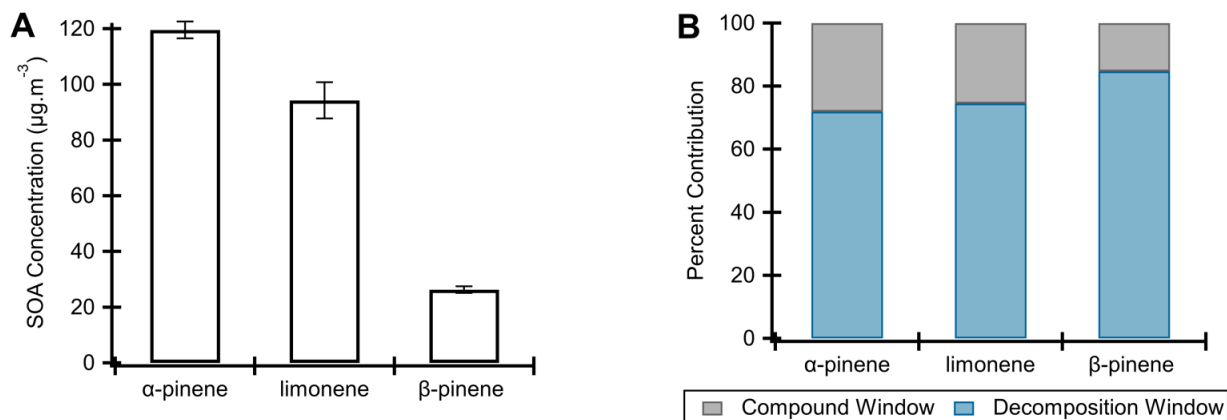 A
SOA Concentration (µg.m⁻³)
120
100
80
60
40
20
0
α-pinene
limonene
β-pinene
B
Percent Contribution
100
80
60
40
20
0
α-pinene
limonene
β-pinene
Compound Window
Decomposition Window